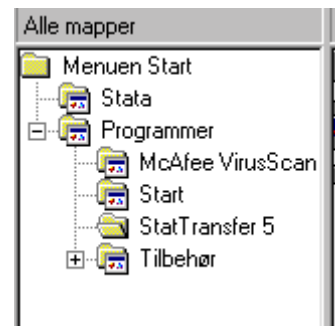 Alle mapper
Menuen Start
Stata
Programmer
McAfee VirusScan
Start
StatTransfer 5
Tilbehør